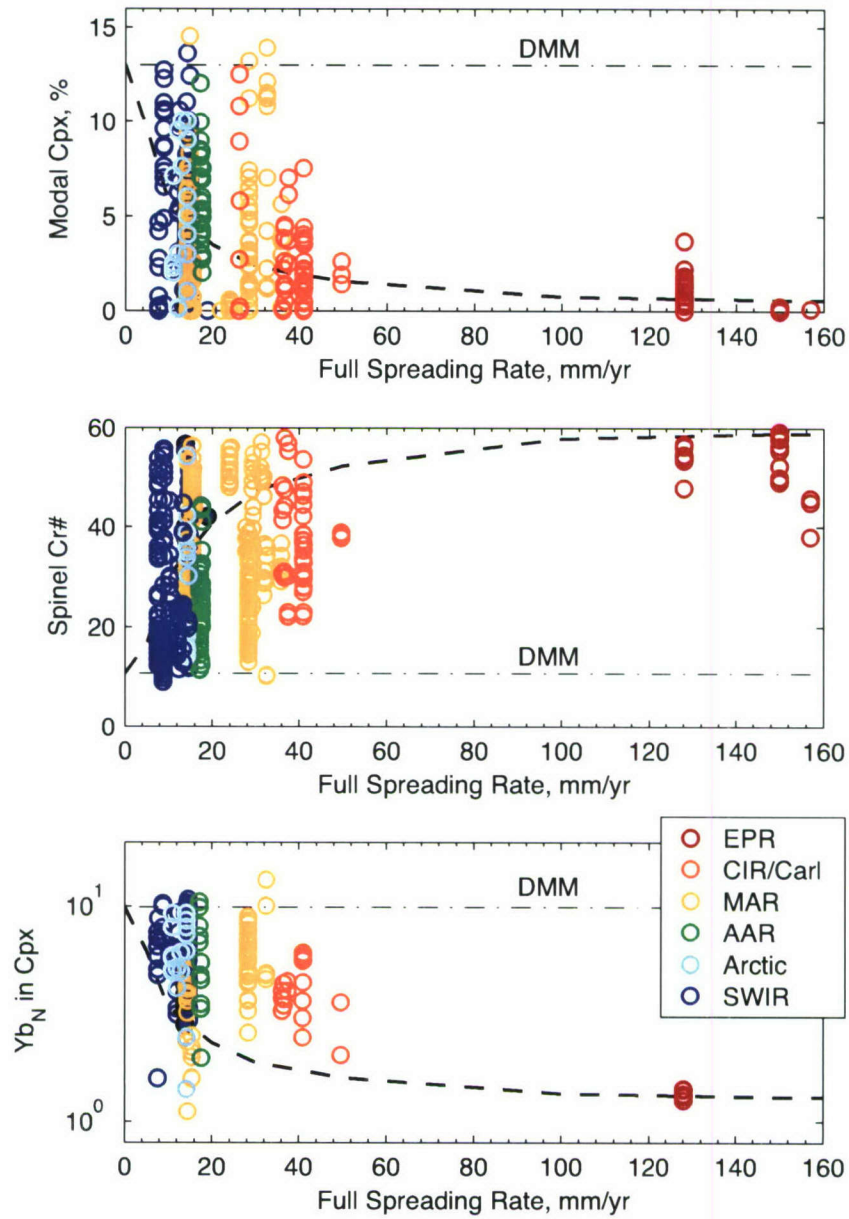 15
10
5
0
Modal Cpx, %
DMM
0 20 40 60 80 100 120 140 160
Full Spreading Rate, mm/yr
60
40
20
0
Spinel Cr#
DMM
0 20 40 60 80 100 120 140 160
Full Spreading Rate, mm/yr
10^1
10^0
Yb_N in Cpx
DMM
EPR
CIR/Carl
MAR
AAR
Arctic
SWIR
0 20 40 60 80 100 120 140 160
Full Spreading Rate, mm/yr